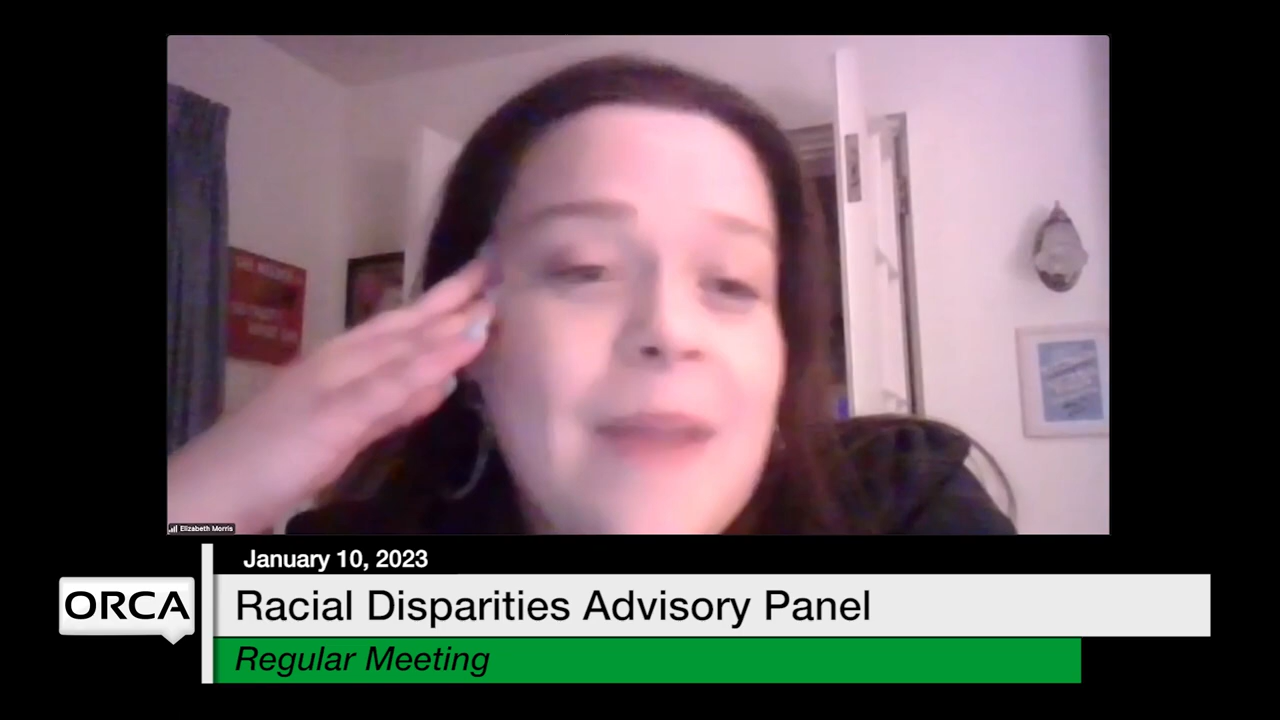 Elizabeth Morris
January 10, 2023
ORCA
Racial Disparities Advisory Panel
Regular Meeting